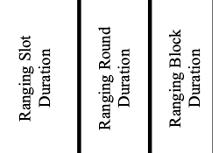 Ranging Slot
Duration
Ranging Round
Duration
Ranging Block
Duration